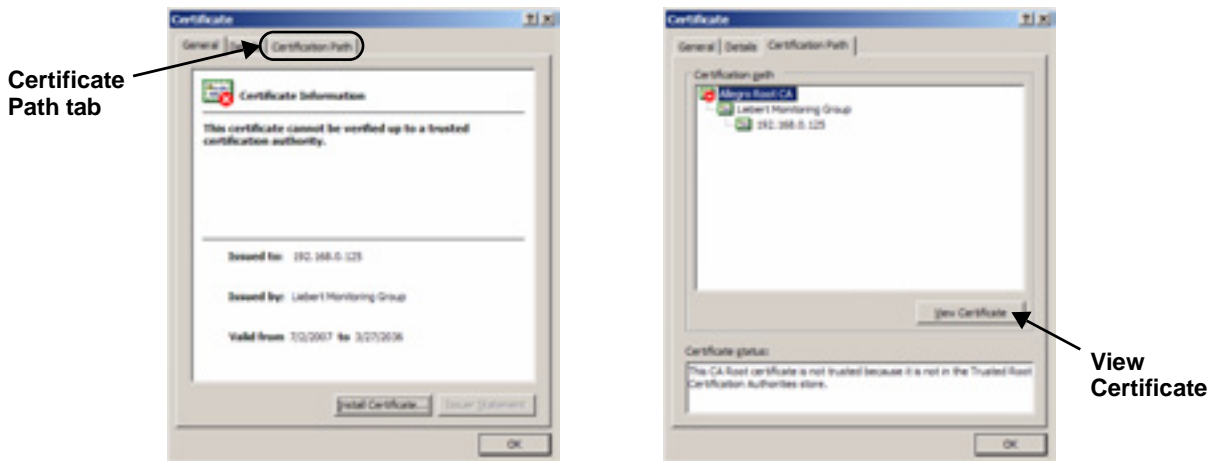 Certificate
General Details Certification Path
Certificate
Path tab
Certificate Information
This certificate cannot be verified up to a trusted
certification authority.
Issued to: 192.168.0.125
Issued by: Liebert Monitoring Group
Valid from 7/2/2007 to 3/27/2036
Install Certificate... Issuer Statement
OK
Certificate
General Details Certification Path
Certification path
Allegro Root CA
Liebert Monitoring Group
192.168.0.125
View Certificate
Certificate status:
This CA Root certificate is not trusted because it is not in the Trusted Root
Certification Authorities store.
OK
View
Certificate